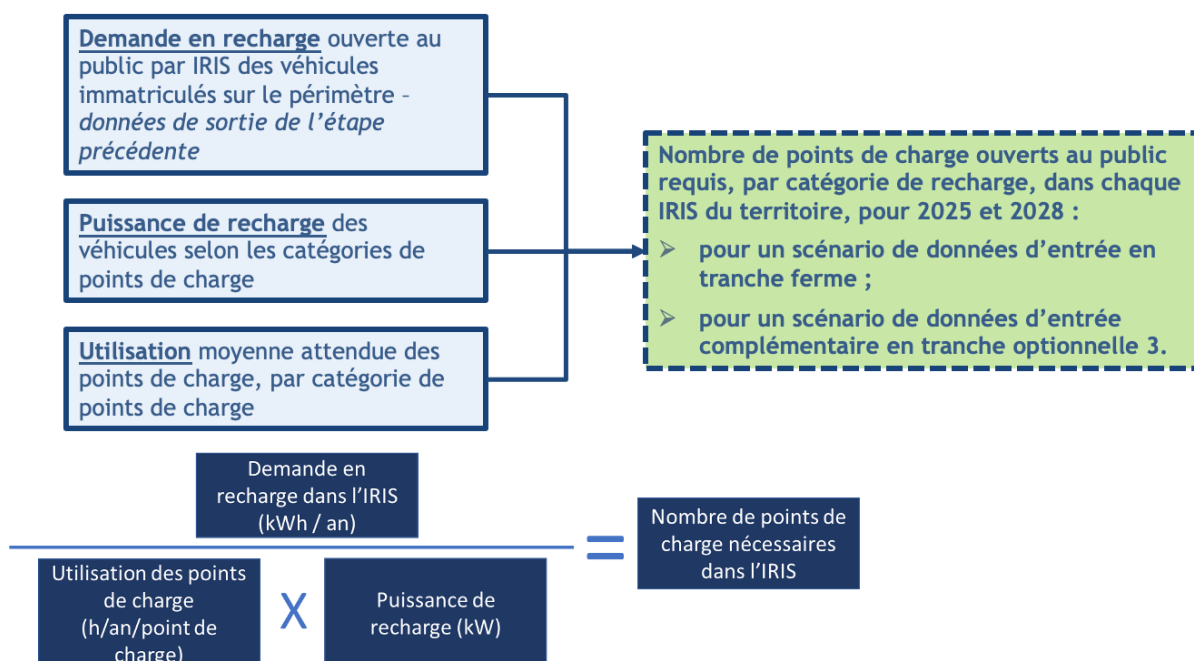 Demande en recharge ouverte au
public par IRIS des véhicules
immatriculés sur le périmètre –
données de sortie de l’étape
précédente
Puissance de recharge des
véhicules selon les catégories de
points de charge
Utilisation moyenne attendue des
points de charge, par catégorie de
points de charge
Nombre de points de charge ouverts au public
requis, par catégorie de recharge, dans chaque
IRIS du territoire, pour 2025 et 2028 :
➢ pour un scénario de données d’entrée en
tranche ferme ;
➢ pour un scénario de données d’entrée
complémentaire en tranche optionnelle 3.
Demande en
recharge dans l’IRIS
(kWh / an)
Utilisation des points
de charge
(h/an/point de
charge)
X
Puissance de
recharge (kW)
=
Nombre de points de
charge nécessaires
dans l’IRIS